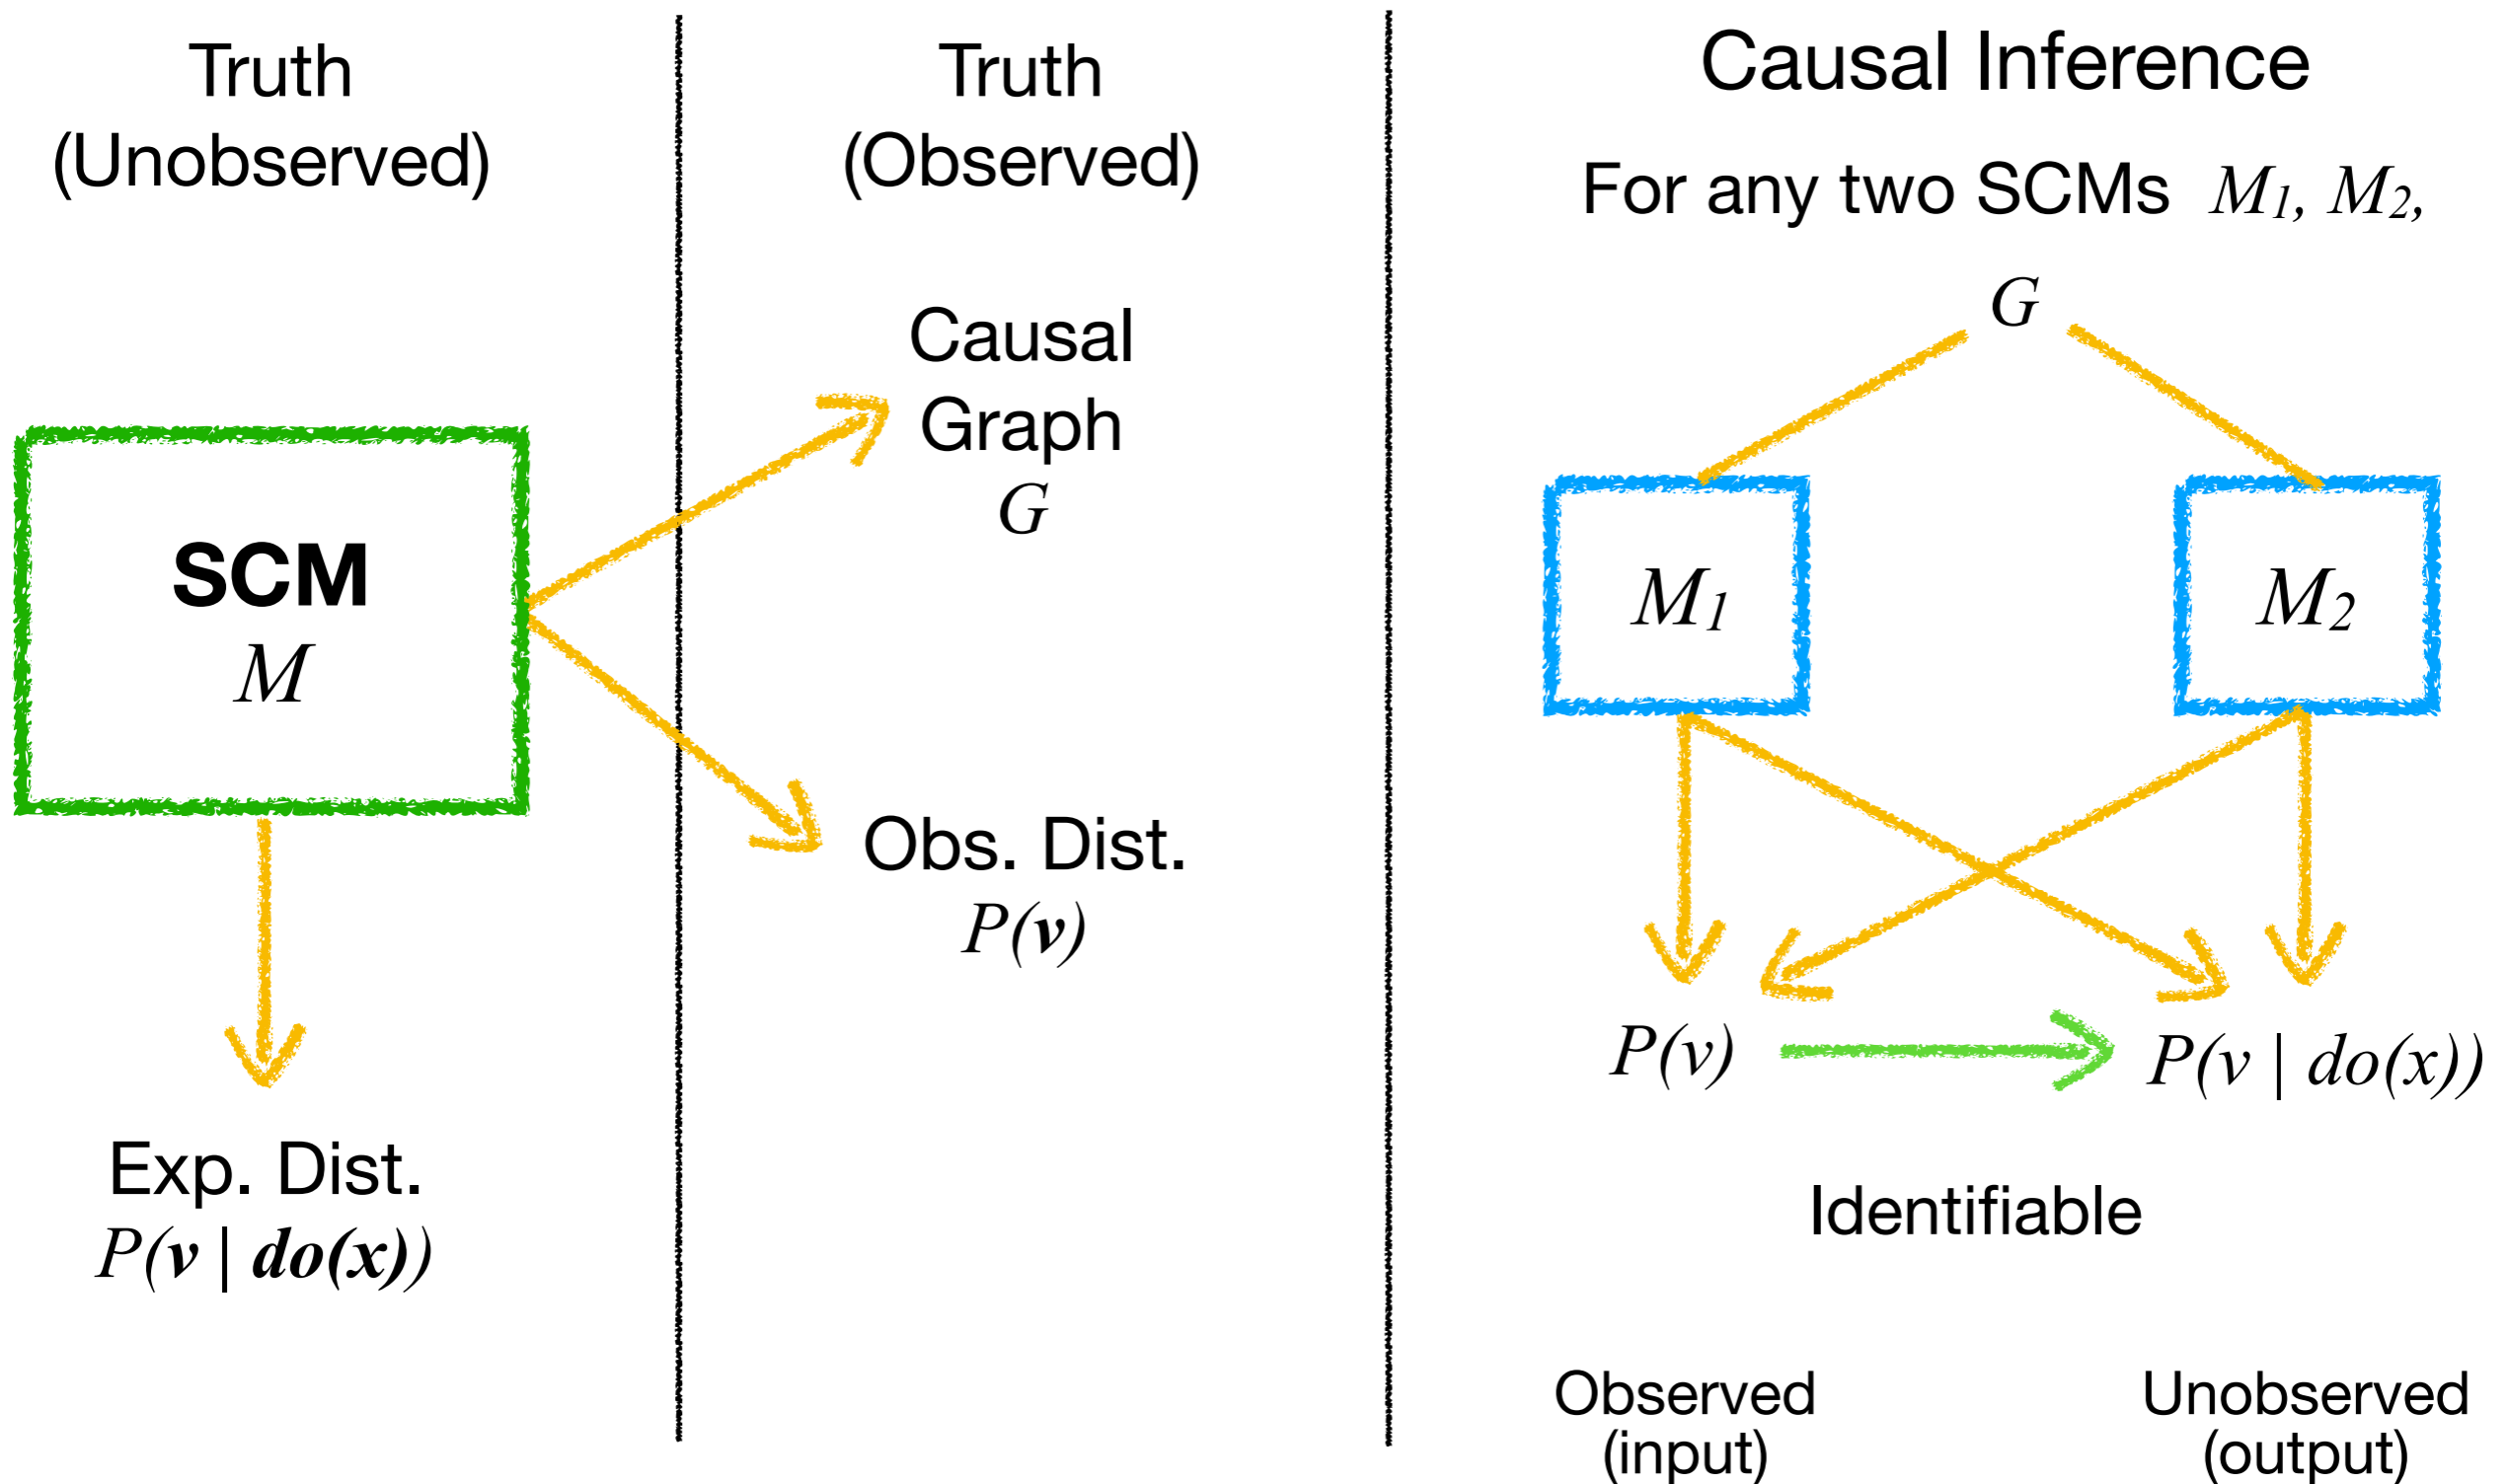 Truth
(Unobserved)
SCM
M
Exp. Dist.
P(v | do(x))
Truth
(Observed)
Causal
Graph
G
Obs. Dist.
P(v)
Causal Inference
For any two SCMs M1, M2,
G
M1
M2
P(v)
P(v | do(x))
Identifiable
Observed
(input)
Unobserved
(output)